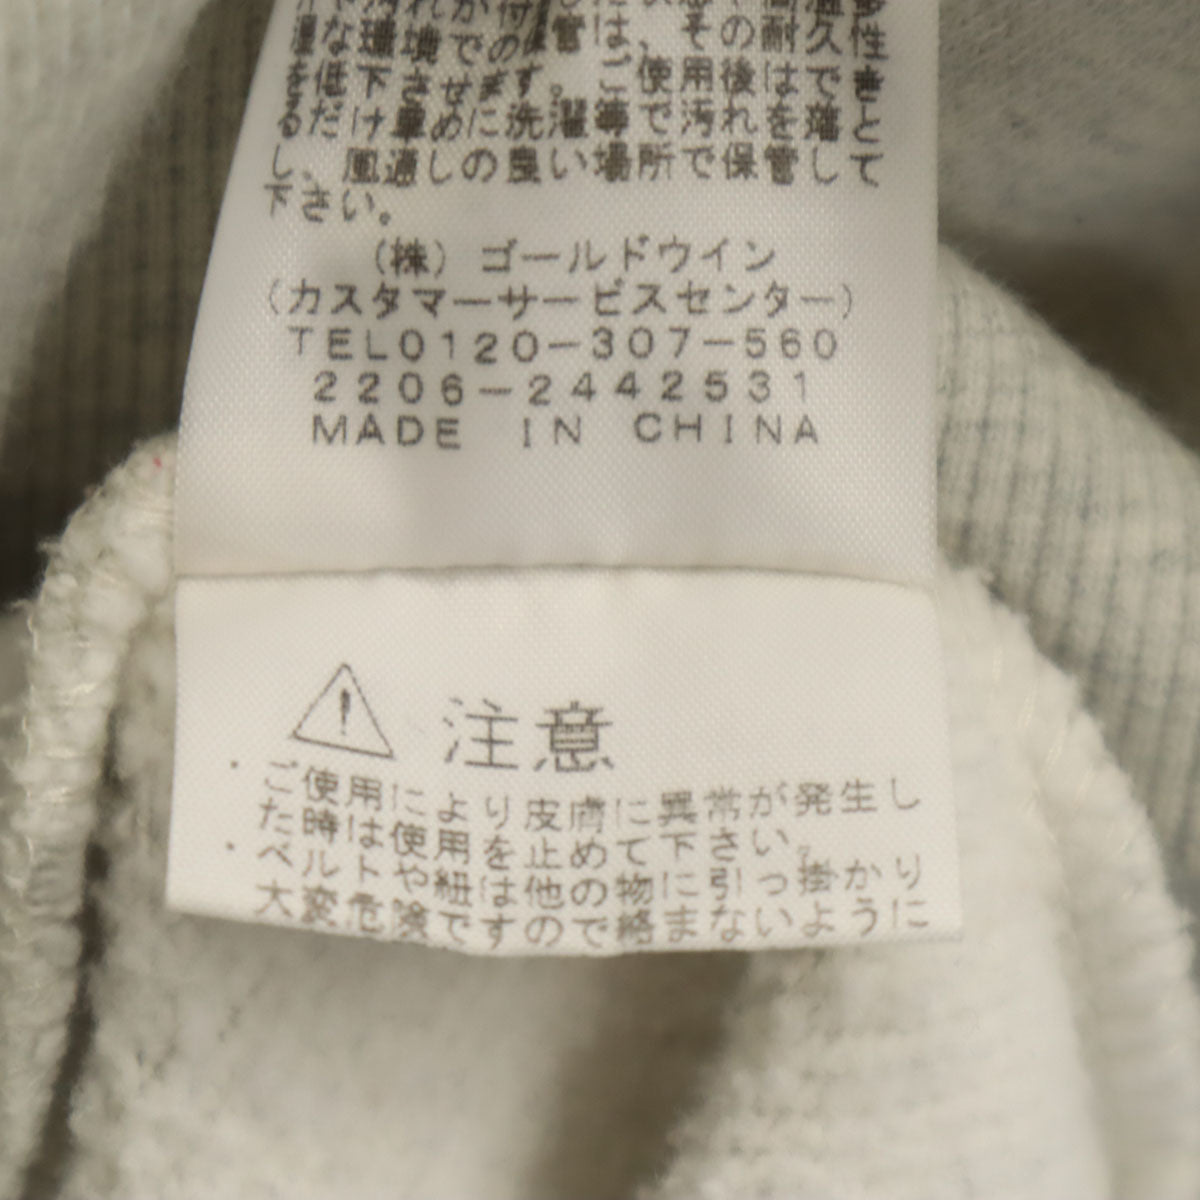 な環境での保管は、その耐久性
を低下させます。ご使用後はでき
るだけ早めに洗濯等で汚れを落と
し、風通しの良い場所で保管して
下さい。
(株)ゴールドウイン
(カスタマーサービスセンター)
TEL0120-307-560
2206-2442531
MADE IN CHINA
注意
・ご使用により皮膚に異常が発生し
た時は使用を止めて下さい。
・ベルトや紐は他の物に引っ掛かり
大変危険ですので絡まないように